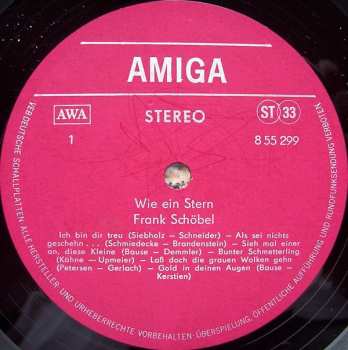 AMIGA
AWA
STEREO
ST 33
1
8 55 299
Wie ein Stern
Frank Schöbel
Ich bin dir treu (Siebholz – Schneider) – Als sei nichts
geschehn . . . (Schmiedecke – Brandenstein) – Sieh mal einer
an, diese Kleine (Bause – Demmler) – Bunter Schmetterling
(Kähne – Upmeier) – Laß doch die grauen Wolken gehn
(Petersen – Gerlach) – Gold in deinen Augen (Bause –
Kerstien)
VEB DEUTSCHE SCHALLPLATTEN ALLE HERSTELLER- UND URHEBERRECHTE VORBEHALTEN · ÜBERSPIELUNG, ÖFFENTLICHE AUFFÜHRUNG UND RUNDFUNKSENDUNG VERBOTEN